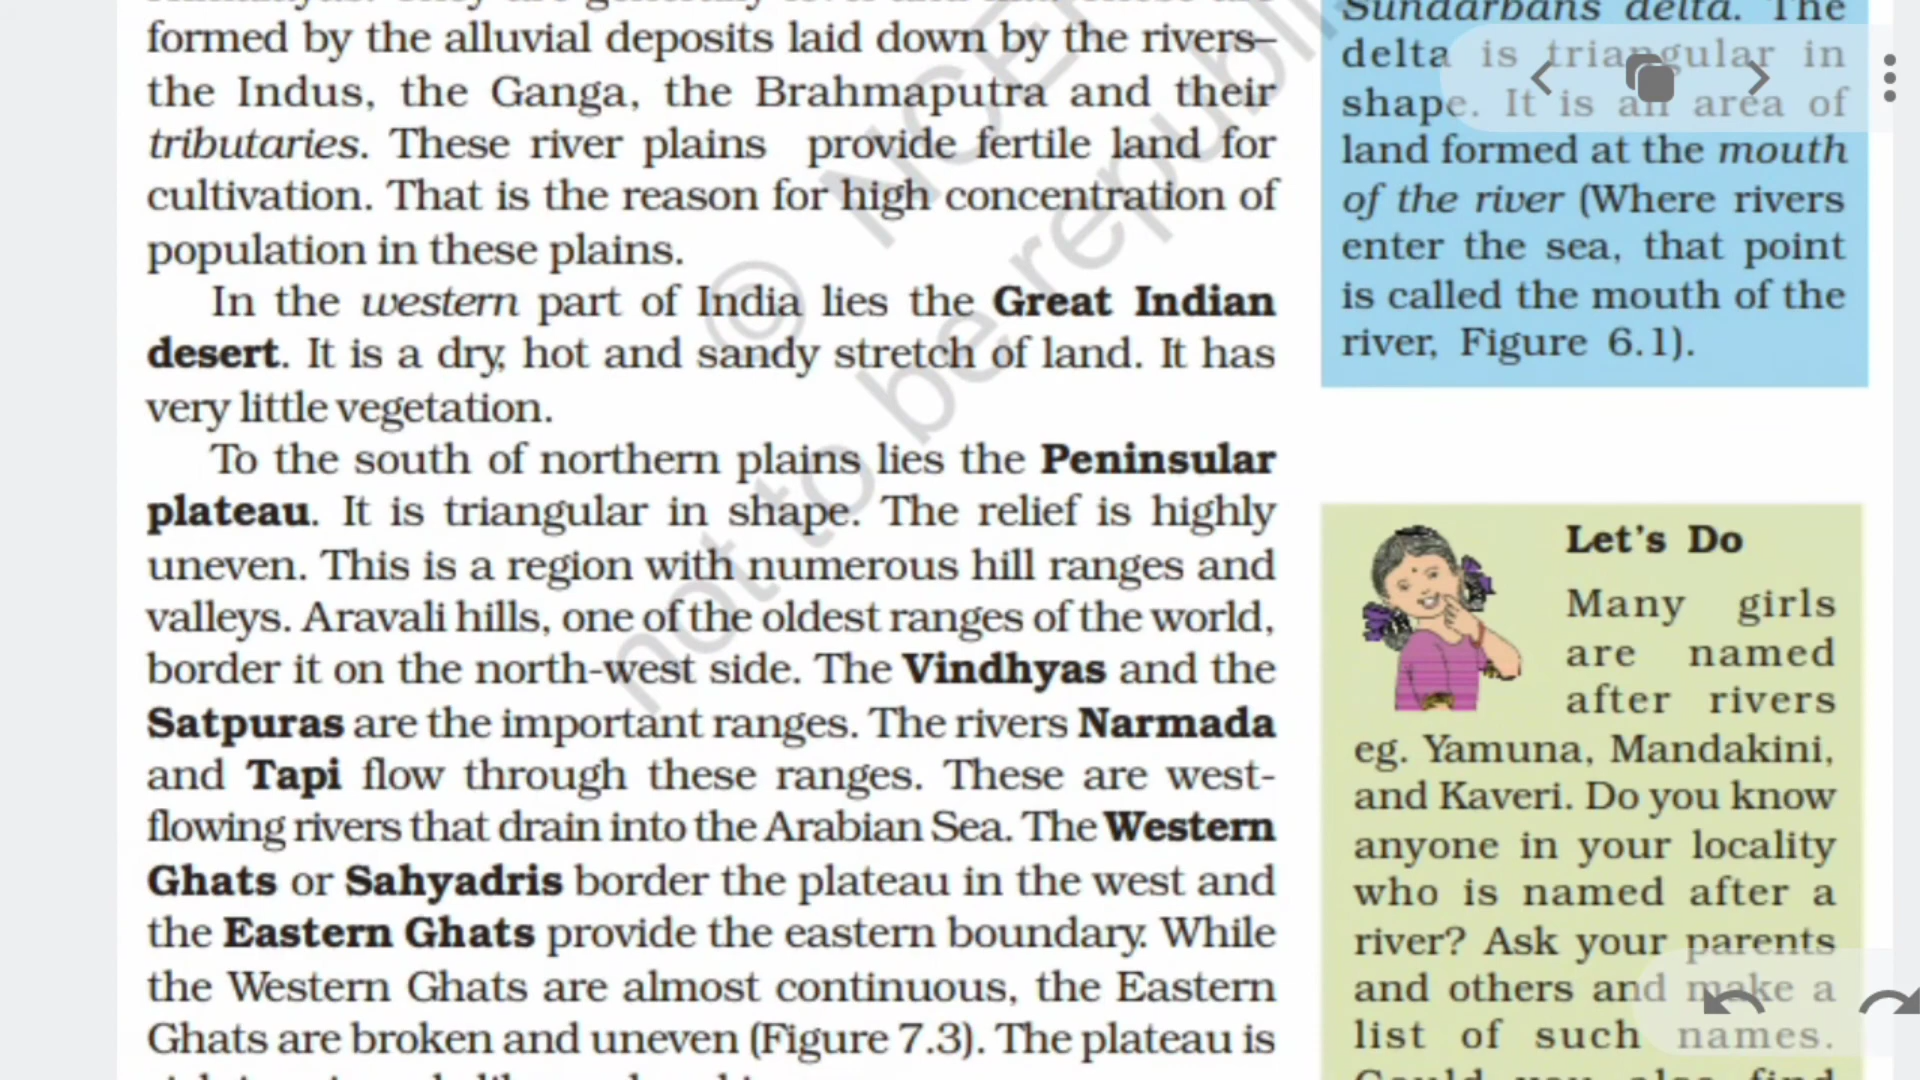 formed by the alluvial deposits laid down by the rivers–
the Indus, the Ganga, the Brahmaputra and their
tributaries. These river plains provide fertile land for
cultivation. That is the reason for high concentration of
population in these plains.
In the western part of India lies the Great Indian
desert. It is a dry, hot and sandy stretch of land. It has
very little vegetation.
To the south of northern plains lies the Peninsular
plateau. It is triangular in shape. The relief is highly
uneven. This is a region with numerous hill ranges and
valleys. Aravali hills, one of the oldest ranges of the world,
border it on the north-west side. The Vindhyas and the
Satpuras are the important ranges. The rivers Narmada
and Tapi flow through these ranges. These are west-
flowing rivers that drain into the Arabian Sea. The Western
Ghats or Sahyadris border the plateau in the west and
the Eastern Ghats provide the eastern boundary. While
the Western Ghats are almost continuous, the Eastern
Ghats are broken and uneven (Figure 7.3). The plateau is
Sundarbans delta. The
delta is triangular in
shape. It is an area of
land formed at the mouth
of the river (Where rivers
enter the sea, that point
is called the mouth of the
river, Figure 6.1).
Let's Do
Many girls
are named
after rivers
eg. Yamuna, Mandakini,
and Kaveri. Do you know
anyone in your locality
who is named after a
river? Ask your parents
and others and make a
list of such names.
Could you also find
not to be republi